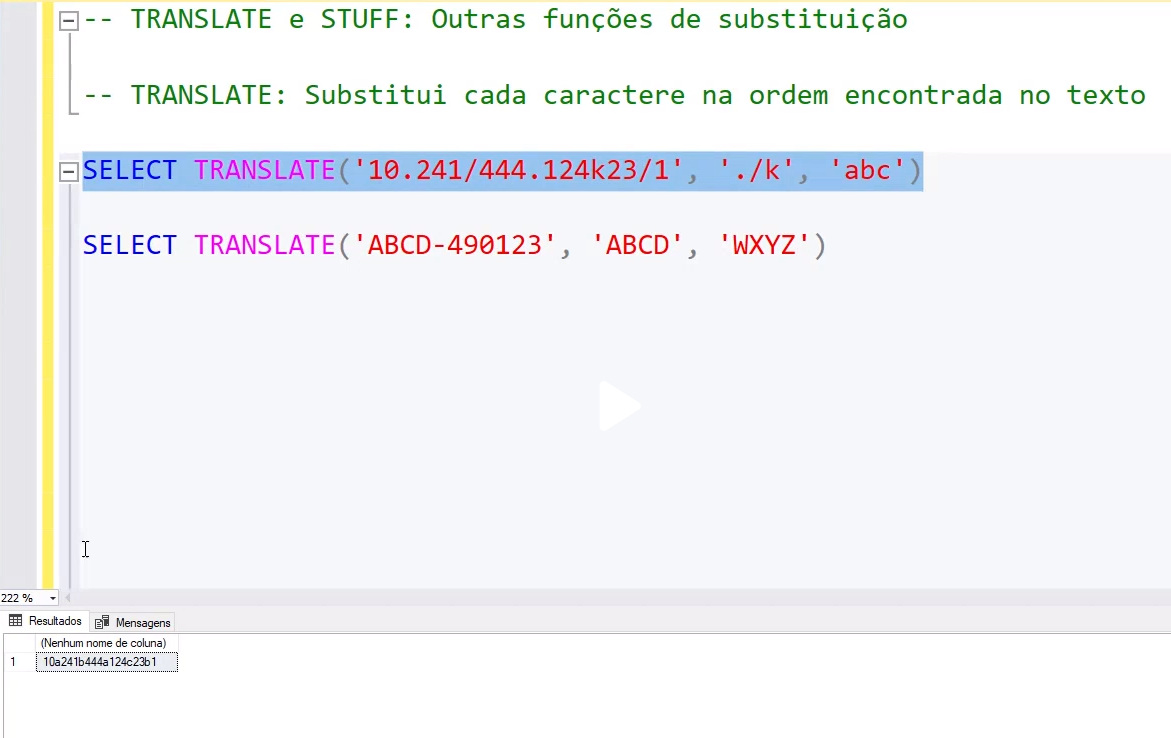 -- TRANSLATE e STUFF: Outras funções de substituição
-- TRANSLATE: Substitui cada caractere na ordem encontrada no texto
SELECT TRANSLATE('10.241/444.124k23/1', './k', 'abc')
SELECT TRANSLATE('ABCD-490123', 'ABCD', 'WXYZ')
222 %
Resultados Mensagens
(Nenhum nome de coluna)
1 10a241b444a124c23b1